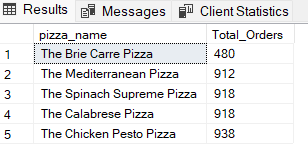 Results Messages Client Statistics
pizza_name Total_Orders
1 The Brie Carre Pizza 480
2 The Mediterranean Pizza 912
3 The Spinach Supreme Pizza 918
4 The Calabrese Pizza 918
5 The Chicken Pesto Pizza 938